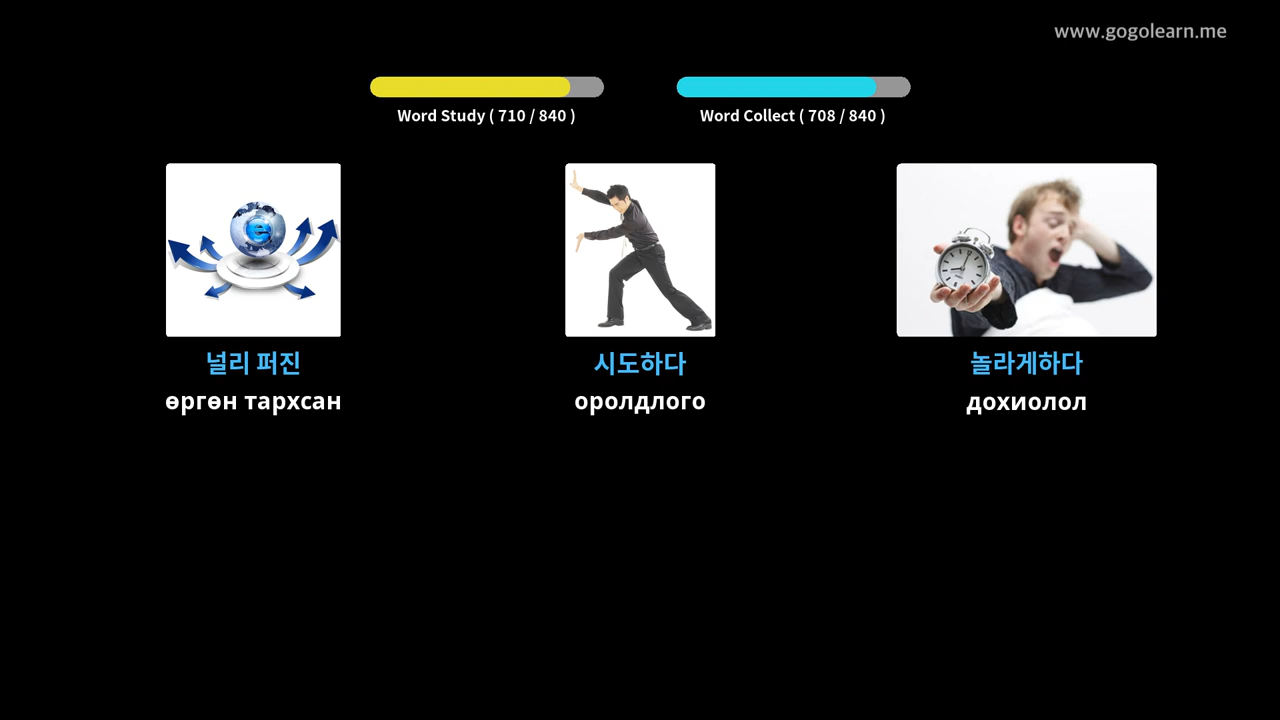 www.gogolearn.me
Word Study ( 710 / 840 )
Word Collect ( 708 / 840 )
널리 퍼진
시도하다
놀라게하다
өргөн тархсан
оролдлого
дохиолол